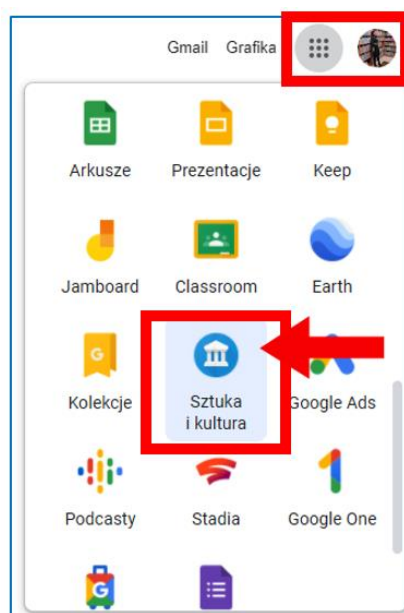 Gmail Grafika
Arkusze Prezentacje Keep
Jamboard Classroom Earth
Kolekcje Sztuka i kultura Google Ads
Podcasty Stadia Google One